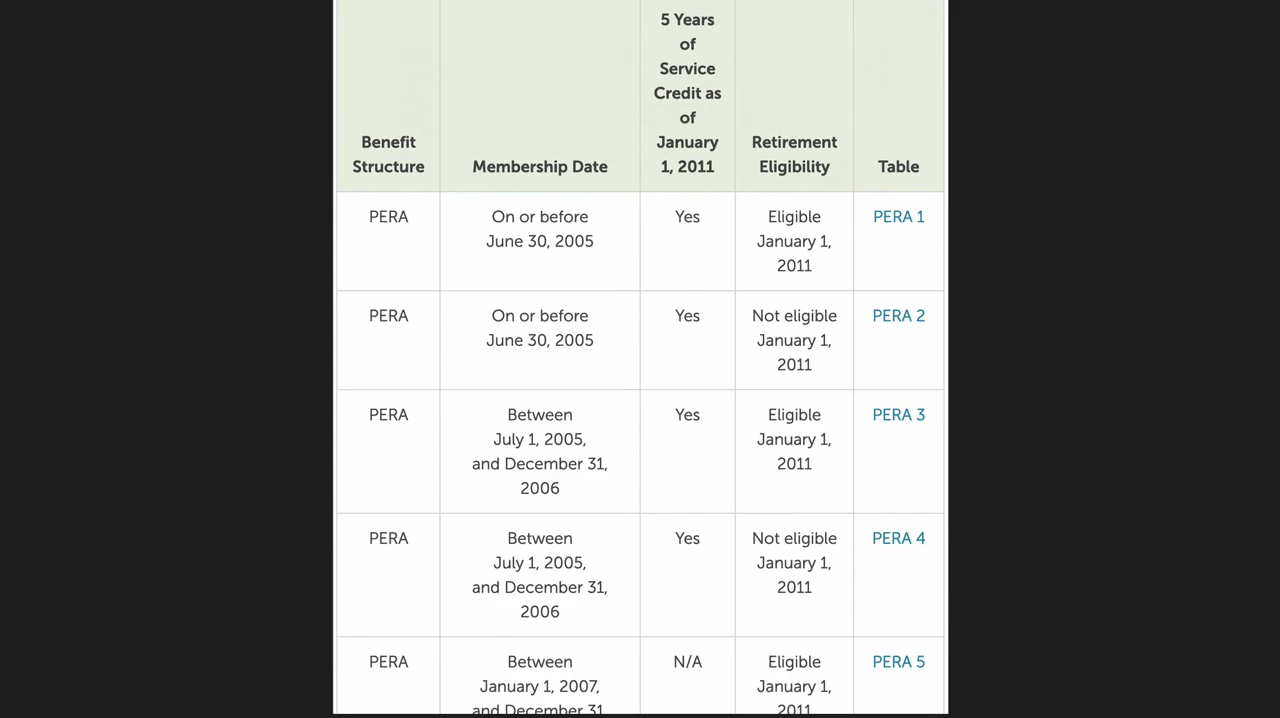 5 Years
of
Service
Credit as
of
January
1, 2011
Benefit
Structure
Membership Date
Retirement
Eligibility
Table
PERA
On or before
June 30, 2005
Yes
Eligible
January 1,
2011
PERA 1
PERA
On or before
June 30, 2005
Yes
Not eligible
January 1,
2011
PERA 2
PERA
Between
July 1, 2005,
and December 31,
2006
Yes
Eligible
January 1,
2011
PERA 3
PERA
Between
July 1, 2005,
and December 31,
2006
Yes
Not eligible
January 1,
2011
PERA 4
PERA
Between
January 1, 2007,
and December 31
N/A
Eligible
January 1,
2011
PERA 5